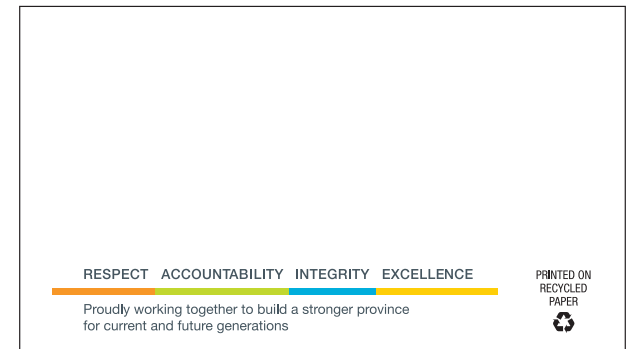 RESPECT ACCOUNTABILITY INTEGRITY EXCELLENCE
Proudly working together to build a stronger province
for current and future generations
PRINTED ON
RECYCLED
PAPER